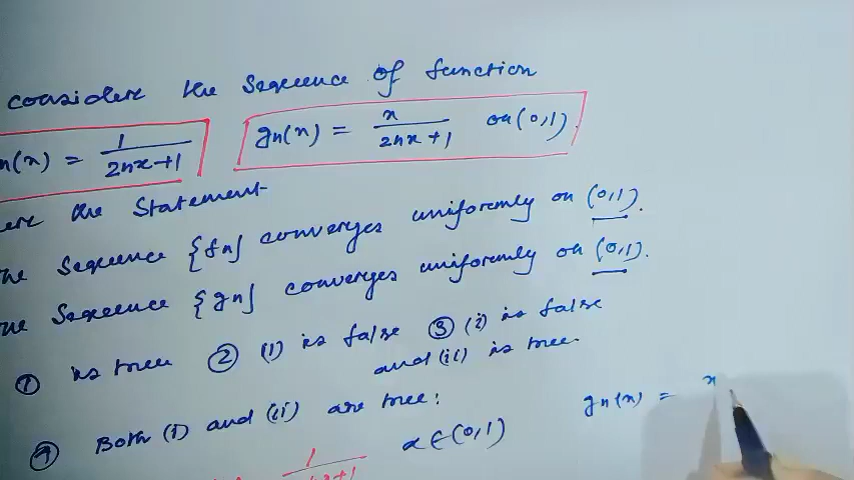 consider the Sequence of function
n(x) = 1/(2nx+1) gn(x) = x/(2nx+1) on (0,1).
the Statement
Sequence {fn} converges uniformly on (0,1).
Sequence {gn} converges uniformly on (0,1).
① is true ② (i) is false ③ (i) is false
and (ii) is true
④ Both (i) and (ii) are true:
1 x ∈ (0,1) gn(x) = x